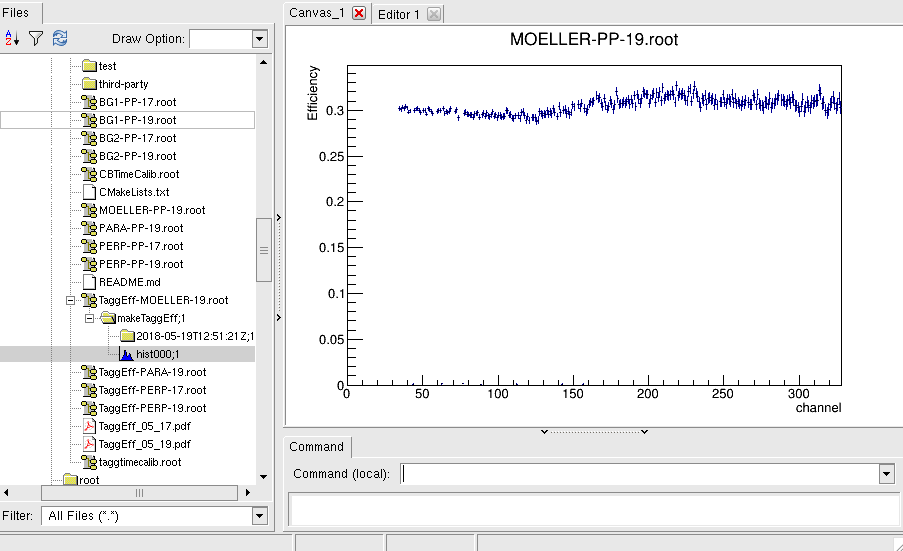 Files
Draw Option:
test
third-party
BG1-PP-17.root
BG1-PP-19.root
BG2-PP-17.root
BG2-PP-19.root
CBTimeCalib.root
CMakeLists.txt
MOELLER-PP-19.root
PARA-PP-19.root
PERP-PP-17.root
PERP-PP-19.root
README.md
TaggEff-MOELLER-19.root
makeTaggEff;1
2018-05-19T12:51:21Z;1
hist000;1
TaggEff-PARA-19.root
TaggEff-PERP-17.root
TaggEff-PERP-19.root
TaggEff_05_17.pdf
TaggEff_05_19.pdf
taggtimecalib.root
root
Filter: All Files (*.*)
Canvas_1 Editor 1
MOELLER-PP-19.root
Efficiency
0.3
0.25
0.2
0.15
0.1
0.05
0
0 50 100 150 200 250 300
channel
Command
Command (local):